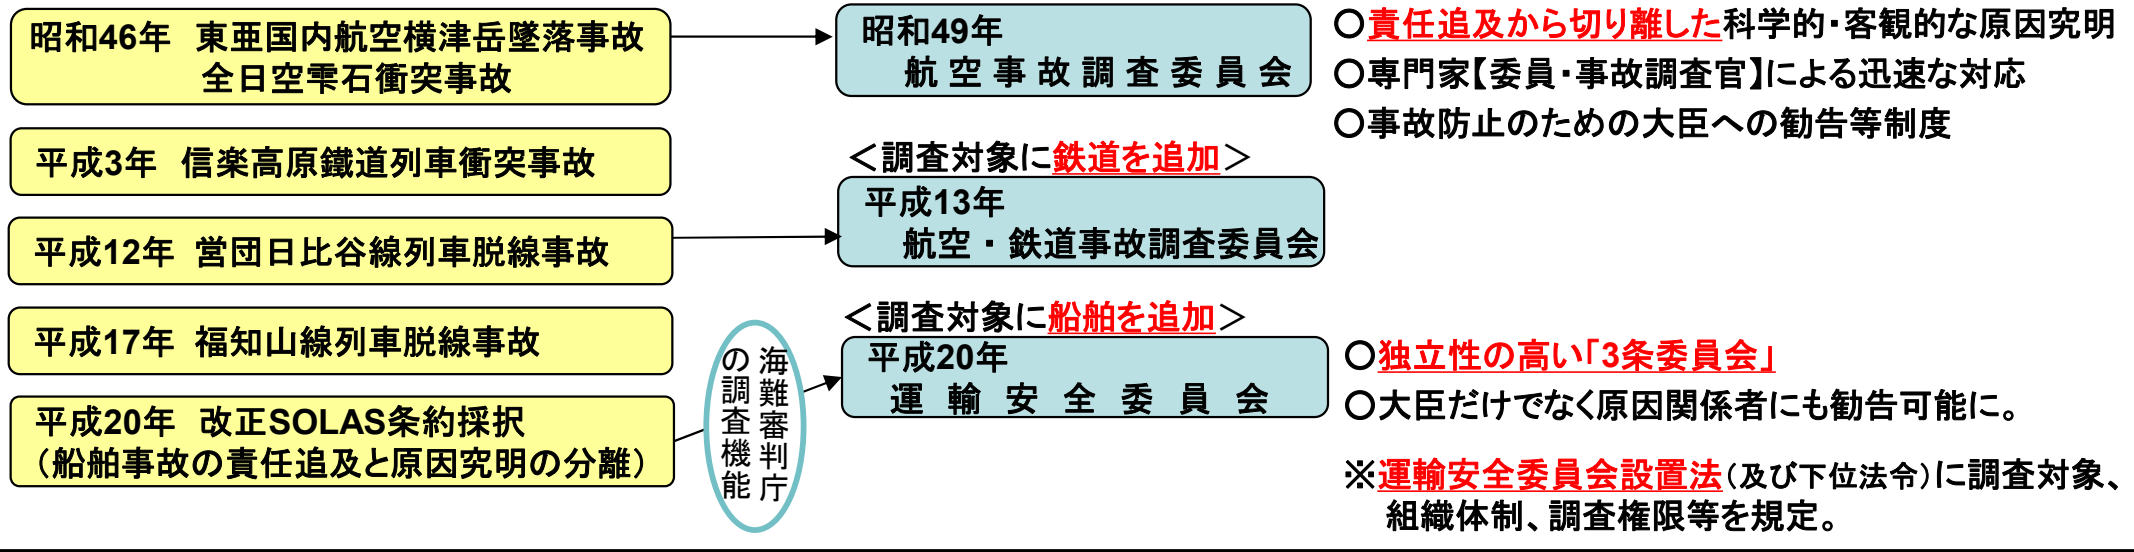 昭和46年 東亜国内航空横津岳墜落事故
全日空雫石衝突事故
平成3年 信楽高原鐵道列車衝突事故
平成12年 営団日比谷線列車脱線事故
平成17年 福知山線列車脱線事故
平成20年 改正SOLAS条約採択
（船舶事故の責任追及と原因究明の分離）
海難審判庁
の調査機能
昭和49年
航空事故調査委員会
＜調査対象に鉄道を追加＞
平成13年
航空・鉄道事故調査委員会
＜調査対象に船舶を追加＞
平成20年
運輸安全委員会
○責任追及から切り離した科学的・客観的な原因究明
○専門家【委員・事故調査官】による迅速な対応
○事故防止のための大臣への勧告等制度
○独立性の高い「3条委員会」
○大臣だけでなく原因関係者にも勧告可能に。
※運輸安全委員会設置法（及び下位法令）に調査対象、
組織体制、調査権限等を規定。